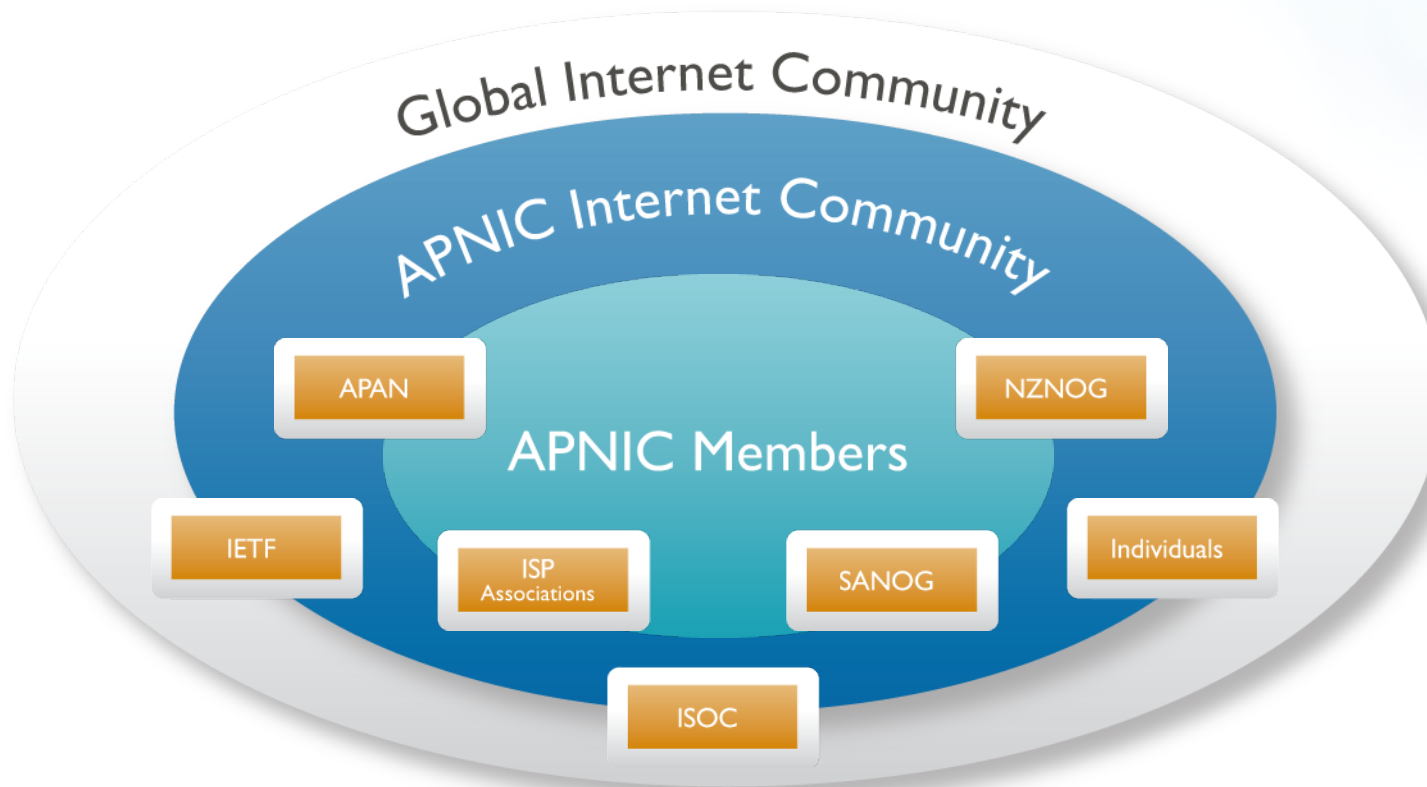 Global Internet Community
APNIC Internet Community
APAN
NZNOG
APNIC Members
IETF
ISP
Associations
SANOG
Individuals
ISOC